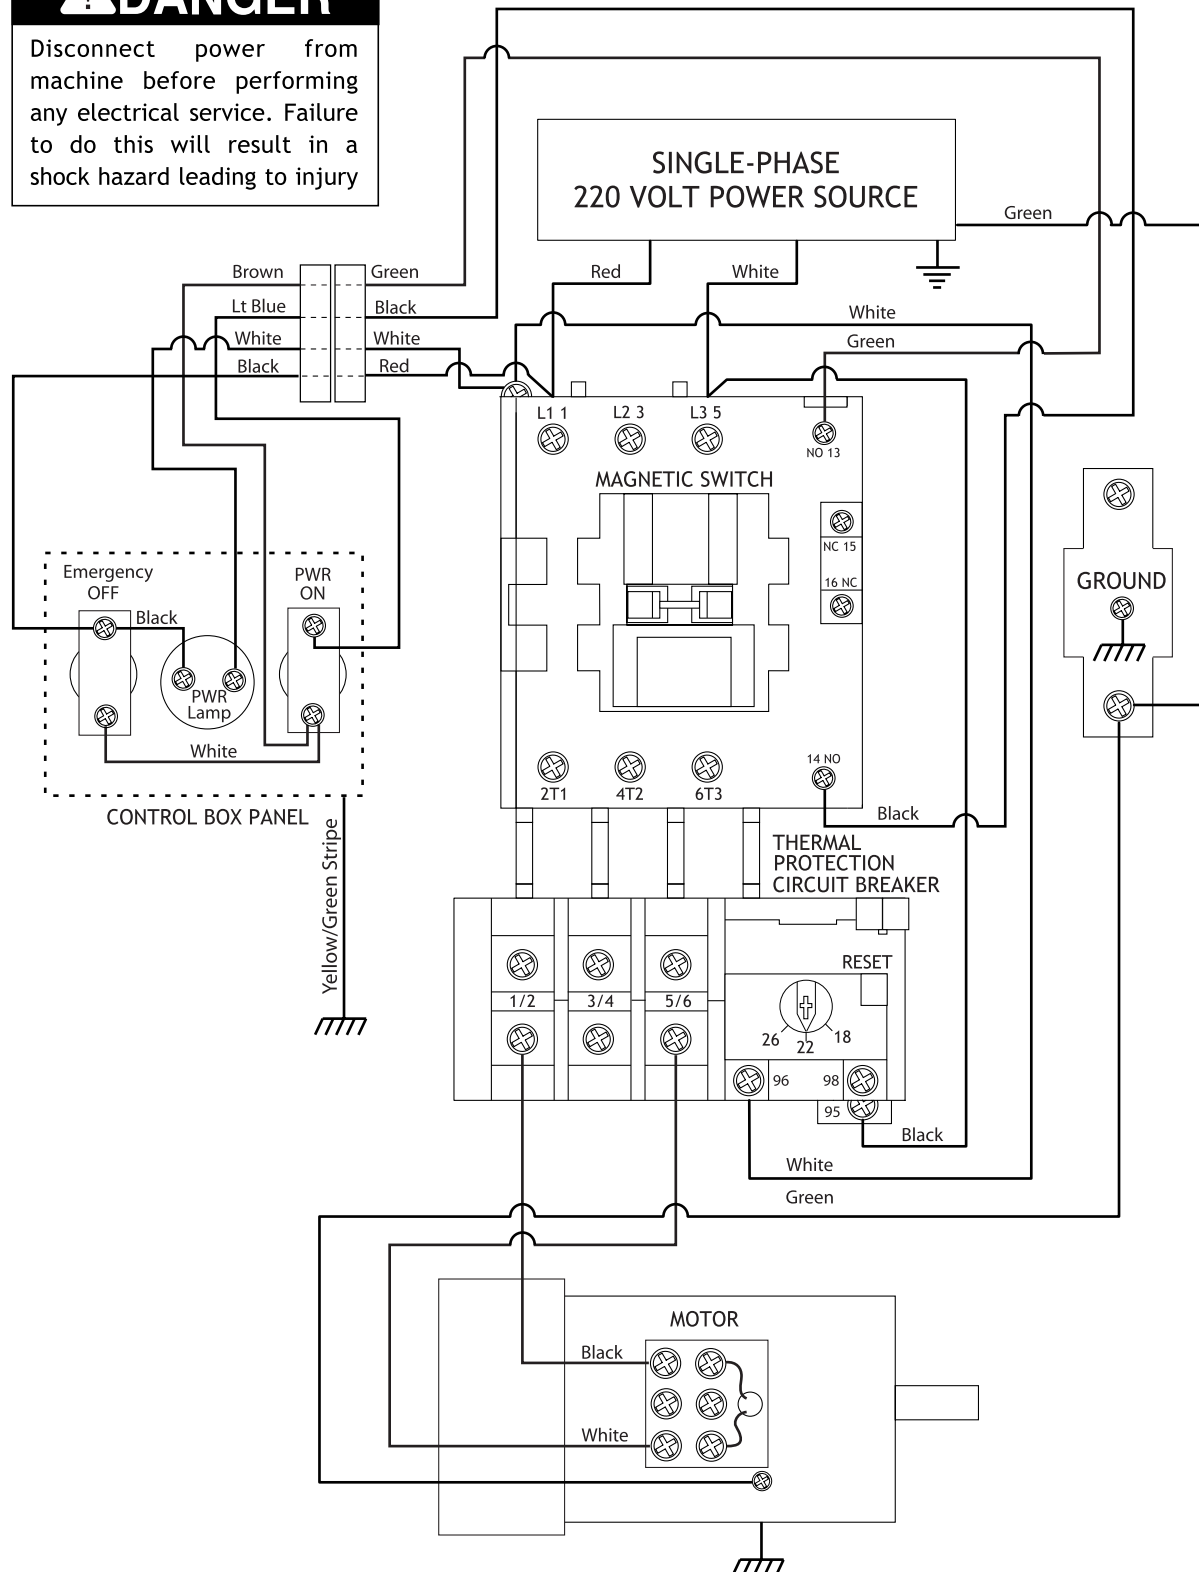 DANGER
Disconnect power from
machine before performing
any electrical service. Failure
to do this will result in a
shock hazard leading to injury
SINGLE-PHASE
220 VOLT POWER SOURCE
Green
Red
White
Brown
Green
Lt Blue
Black
White
White
Black
Red
White
Green
L1 1
L2 3
L3 5
NO 13
MAGNETIC SWITCH
NC 15
16 NC
GROUND
Emergency
OFF
PWR
ON
Black
PWR
Lamp
White
CONTROL BOX PANEL
Yellow/Green Stripe
2T1
4T2
6T3
14 NO
Black
THERMAL
PROTECTION
CIRCUIT BREAKER
RESET
1/2
3/4
5/6
26
22
18
96
98
95
Black
White
Green
MOTOR
Black
White